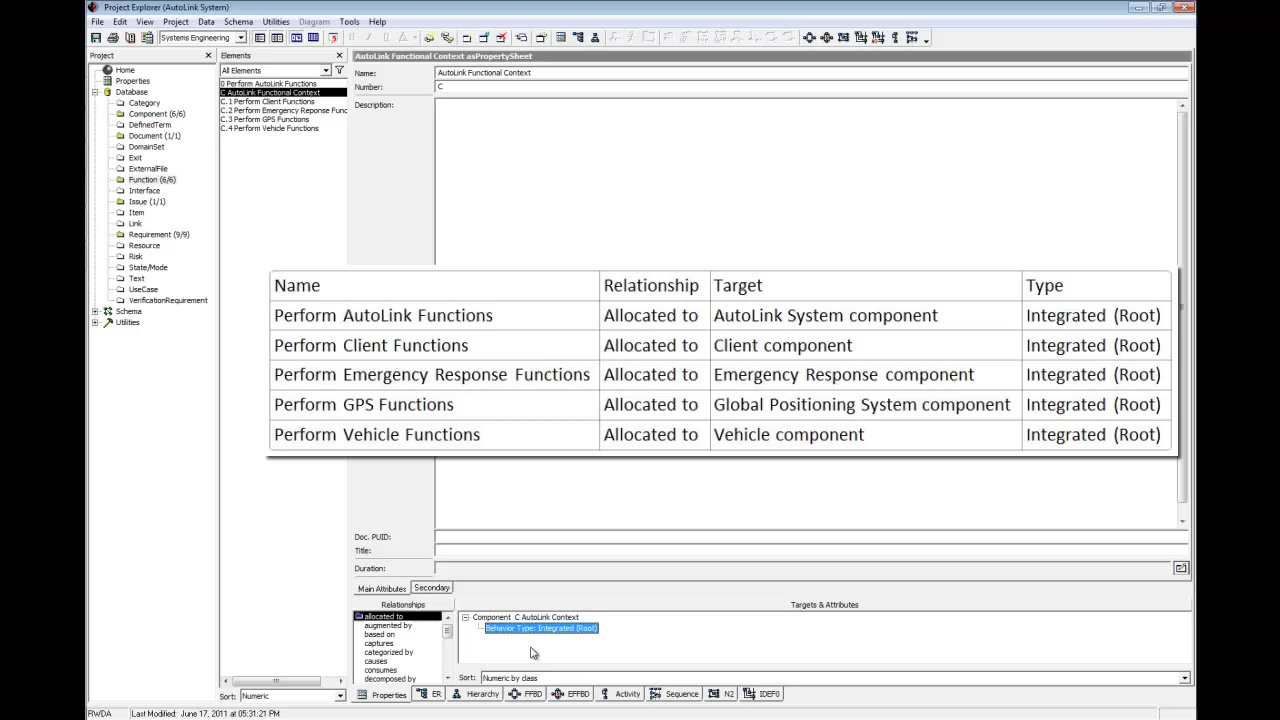 Project Explorer (AutoLink System)
File Edit View Project Data Schema Utilities Diagram Tools Help
Systems Engineering
Project
Home
Properties
Database
Category
Component (6/6)
DefinedTerm
Document (1/1)
DomainSet
Exit
ExternalFile
Function (6/6)
Interface
Issue (1/1)
Item
Link
Requirement (9/9)
Resource
Risk
State/Mode
Text
UseCase
VerificationRequirement
Schema
Utilities
Elements
All Elements
0 Perform AutoLink Functions
C AutoLink Functional Context
C.1 Perform Client Functions
C.2 Perform Emergency Reponse Func
C.3 Perform GPS Functions
C.4 Perform Vehicle Functions
Sort: Numeric
AutoLink Functional Context asPropertySheet
Name: AutoLink Functional Context
Number: C
Description:
Name Relationship Target Type
Perform AutoLink Functions Allocated to AutoLink System component Integrated (Root)
Perform Client Functions Allocated to Client component Integrated (Root)
Perform Emergency Response Functions Allocated to Emergency Response component Integrated (Root)
Perform GPS Functions Allocated to Global Positioning System component Integrated (Root)
Perform Vehicle Functions Allocated to Vehicle component Integrated (Root)
Doc. PUID:
Title:
Duration:
Main Attributes Secondary
Relationships
allocated to
augmented by
based on
captures
categorized by
causes
consumes
decomposed by
Targets & Attributes
Component C AutoLink Context
Behavior Type: Integrated (Root)
Sort: Numeric by class
Properties ER Hierarchy FFBD EFFBD Activity Sequence N2 IDEF0
RWDA Last Modified: June 17, 2011 at 05:31:21 PM